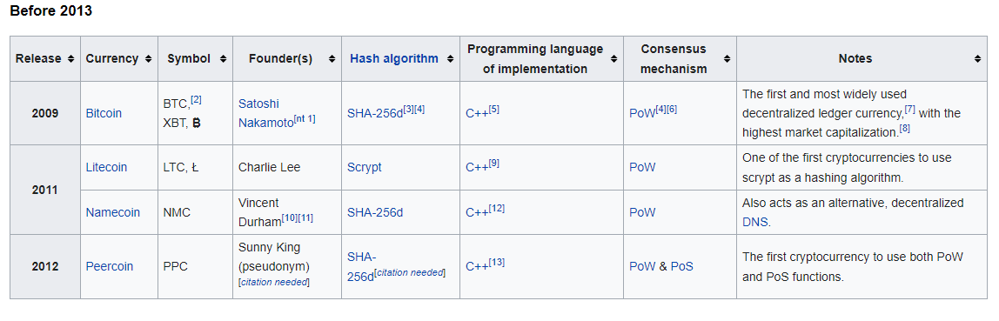 Before 2013
Release Currency Symbol Founder(s) Hash algorithm Programming language of implementation Consensus mechanism Notes
2009
Bitcoin
BTC,[2]
XBT, ₿
Satoshi
Nakamoto[nt 1]
SHA-256d[3][4]
C++[5]
PoW[4][6]
The first and most widely used
decentralized ledger currency,[7] with the
highest market capitalization.[8]
2011
Litecoin
LTC, Ł
Charlie Lee
Scrypt
C++[9]
PoW
One of the first cryptocurrencies to use
scrypt as a hashing algorithm.
Namecoin
NMC
Vincent
Durham[10][11]
SHA-256d
C++[12]
PoW
Also acts as an alternative, decentralized
DNS.
2012
Peercoin
PPC
Sunny King
(pseudonym)
[citation needed]
SHA-
256d[citation needed]
C++[13]
PoW & PoS
The first cryptocurrency to use both PoW
and PoS functions.